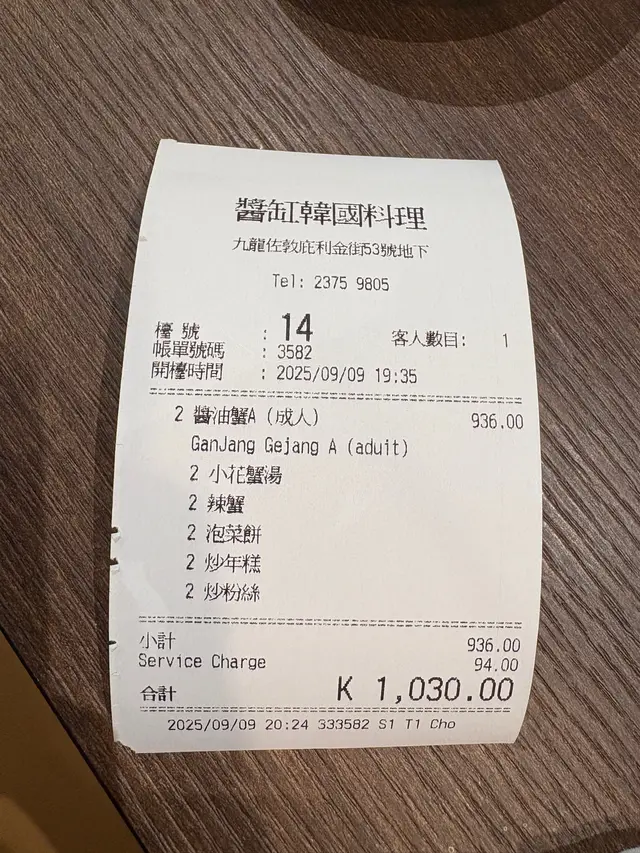 醬缸韓國料理
九龍佐敦庇利金街53號地下
Tel: 2375 9805
檯 號 : 14 客人數目: 1
帳單號碼 : 3582
開檯時間 : 2025/09/09 19:35
2 醬油蟹A (成人) 936.00
GanJang Gejang A (aduit)
2 小花蟹湯
2 辣蟹
2 泡菜餅
2 炒年糕
2 炒粉絲
小計 936.00
Service Charge 94.00
合計 K 1,030.00
2025/09/09 20:24 333582 S1 T1 Cho